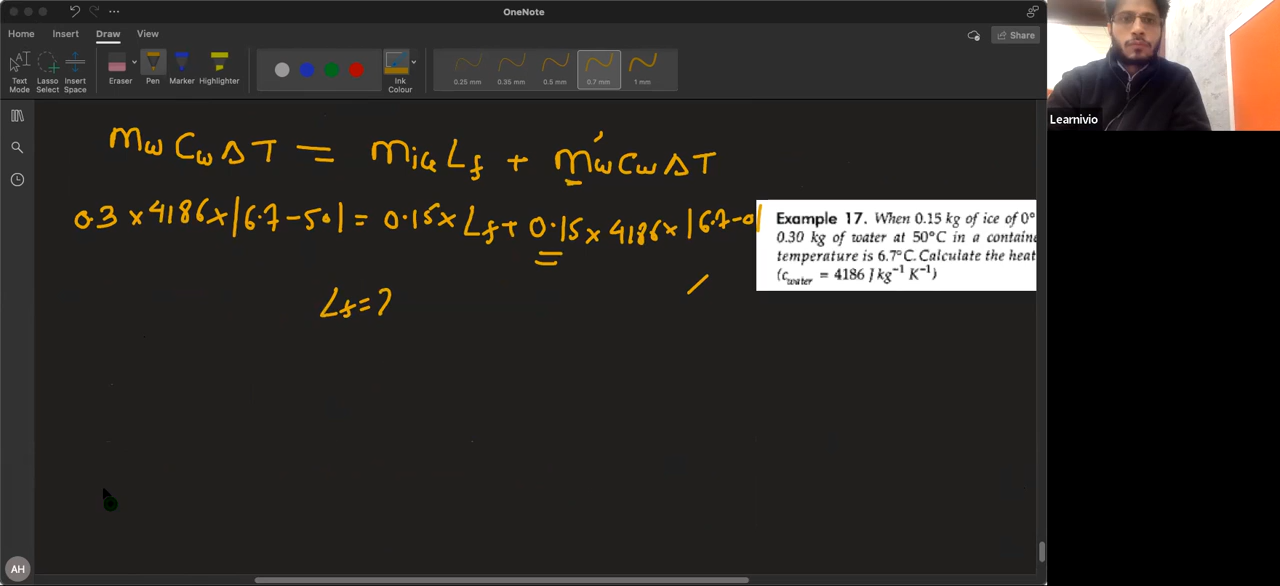 OneNote
Home Insert Draw View
Share
Text Mode
Lasso Select
Insert Space
Eraser
Pen
Marker
Highlighter
Ink Colour
0.25 mm
0.35 mm
0.5 mm
0.7 mm
1 mm
Learnivio
mw Cw ΔT = mice Lf + m'w Cw ΔT
0.3 × 4186 × |6.7 - 50| = 0.15 × Lf + 0.15 × 4186 × |6.7 - 0|
Lf = ?
Example 17. When 0.15 kg of ice of 0°
0.30 kg of water at 50°C in a contain
temperature is 6.7°C. Calculate the heat
(cwater = 4186 J kg⁻¹ K⁻¹)
AH